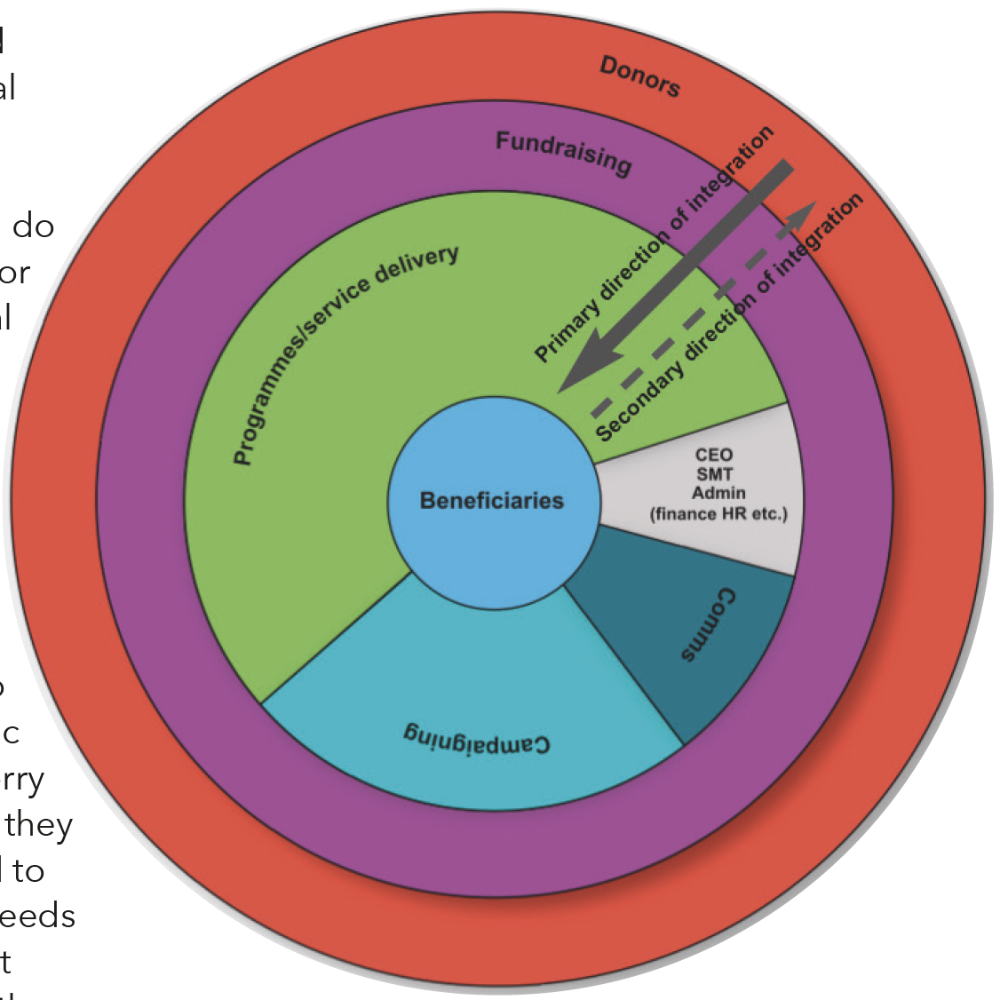 al
do
or
al
c
rry
they
to
eeds
t
Donors
Fundraising
Programmes/service delivery
Primary direction of integration
Secondary direction of integration
Beneficiaries
CEO
SMT
Admin
(finance HR etc.)
Comms
Campaigning